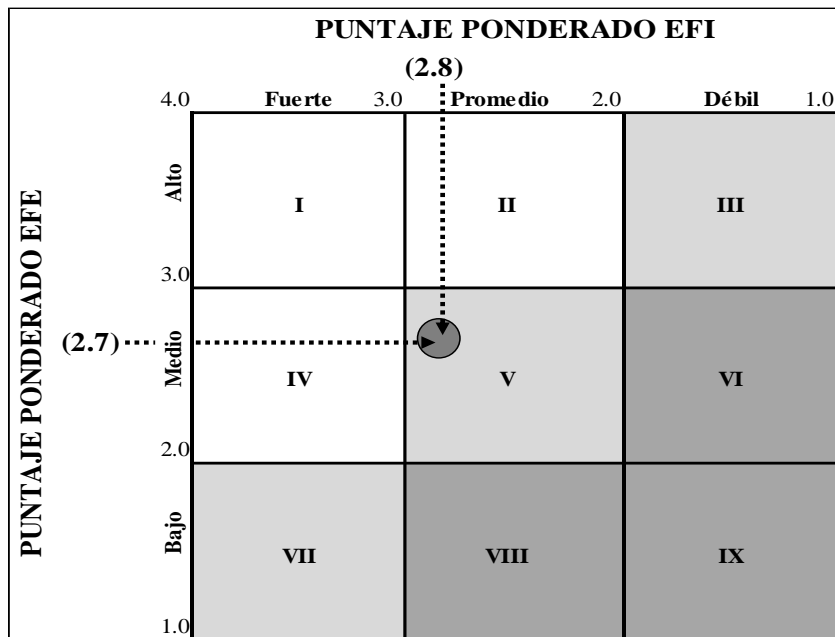 PUNTAJE PONDERADO EFI
(2.8)
4.0 Fuerte 3.0 Promedio 2.0 Débil 1.0
PUNTAJE PONDERADO EFE
Alto
I II III
3.0
(2.7)
Medio
IV V VI
2.0
Bajo
VII VIII IX
1.0